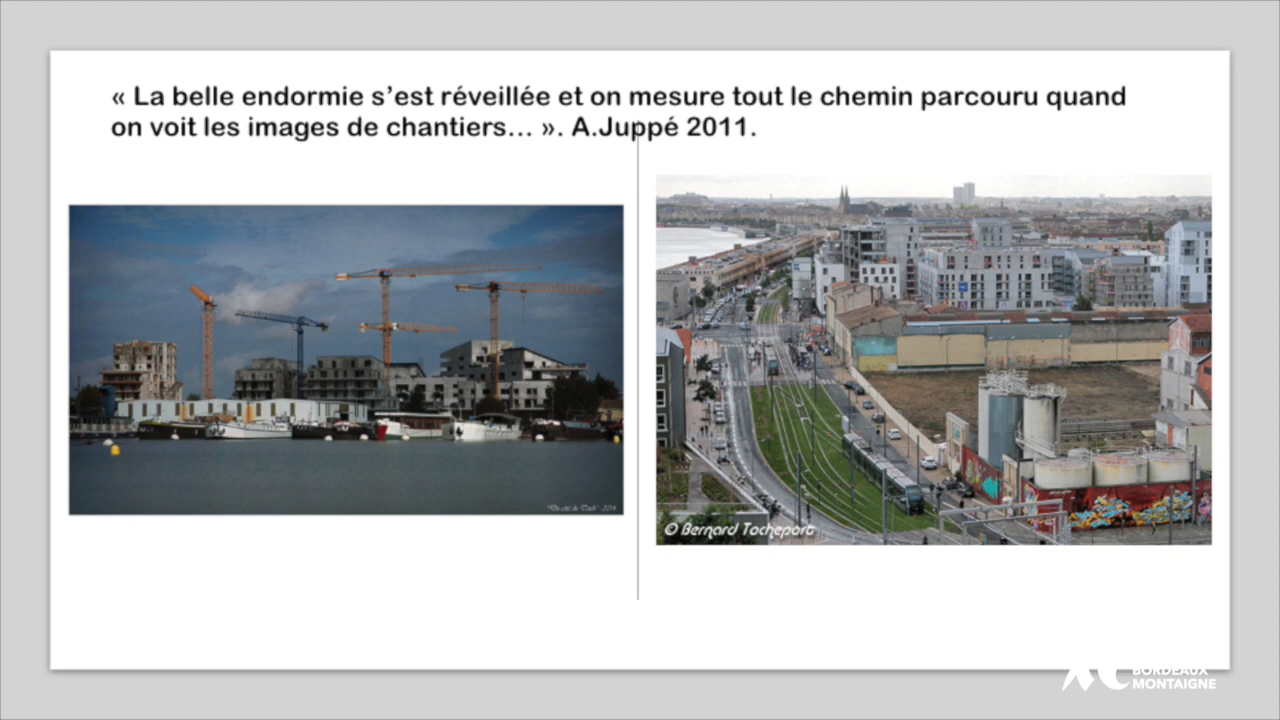 « La belle endormie s’est réveillée et on mesure tout le chemin parcouru quand
on voit les images de chantiers… ». A.Juppé 2011.
© Bernard Tocheport
BORDEAUX
MONTAIGNE